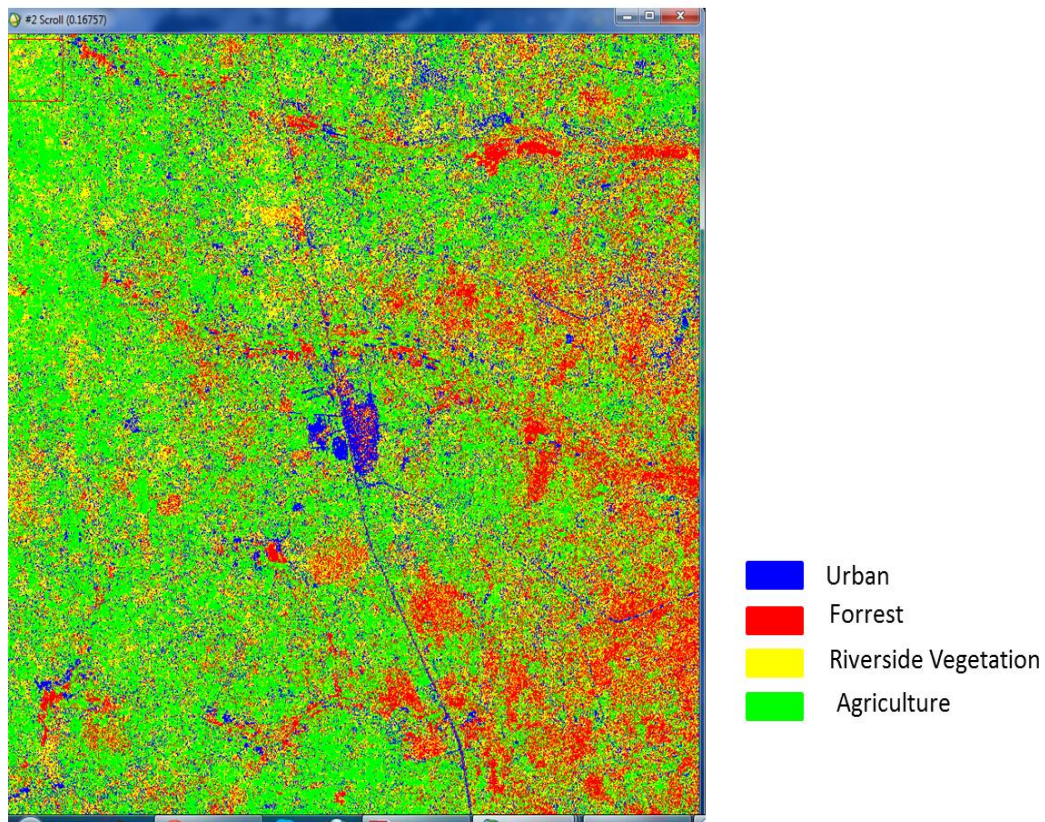 #2 Scroll (0.16757)
Urban
Forrest
Riverside Vegetation
Agriculture